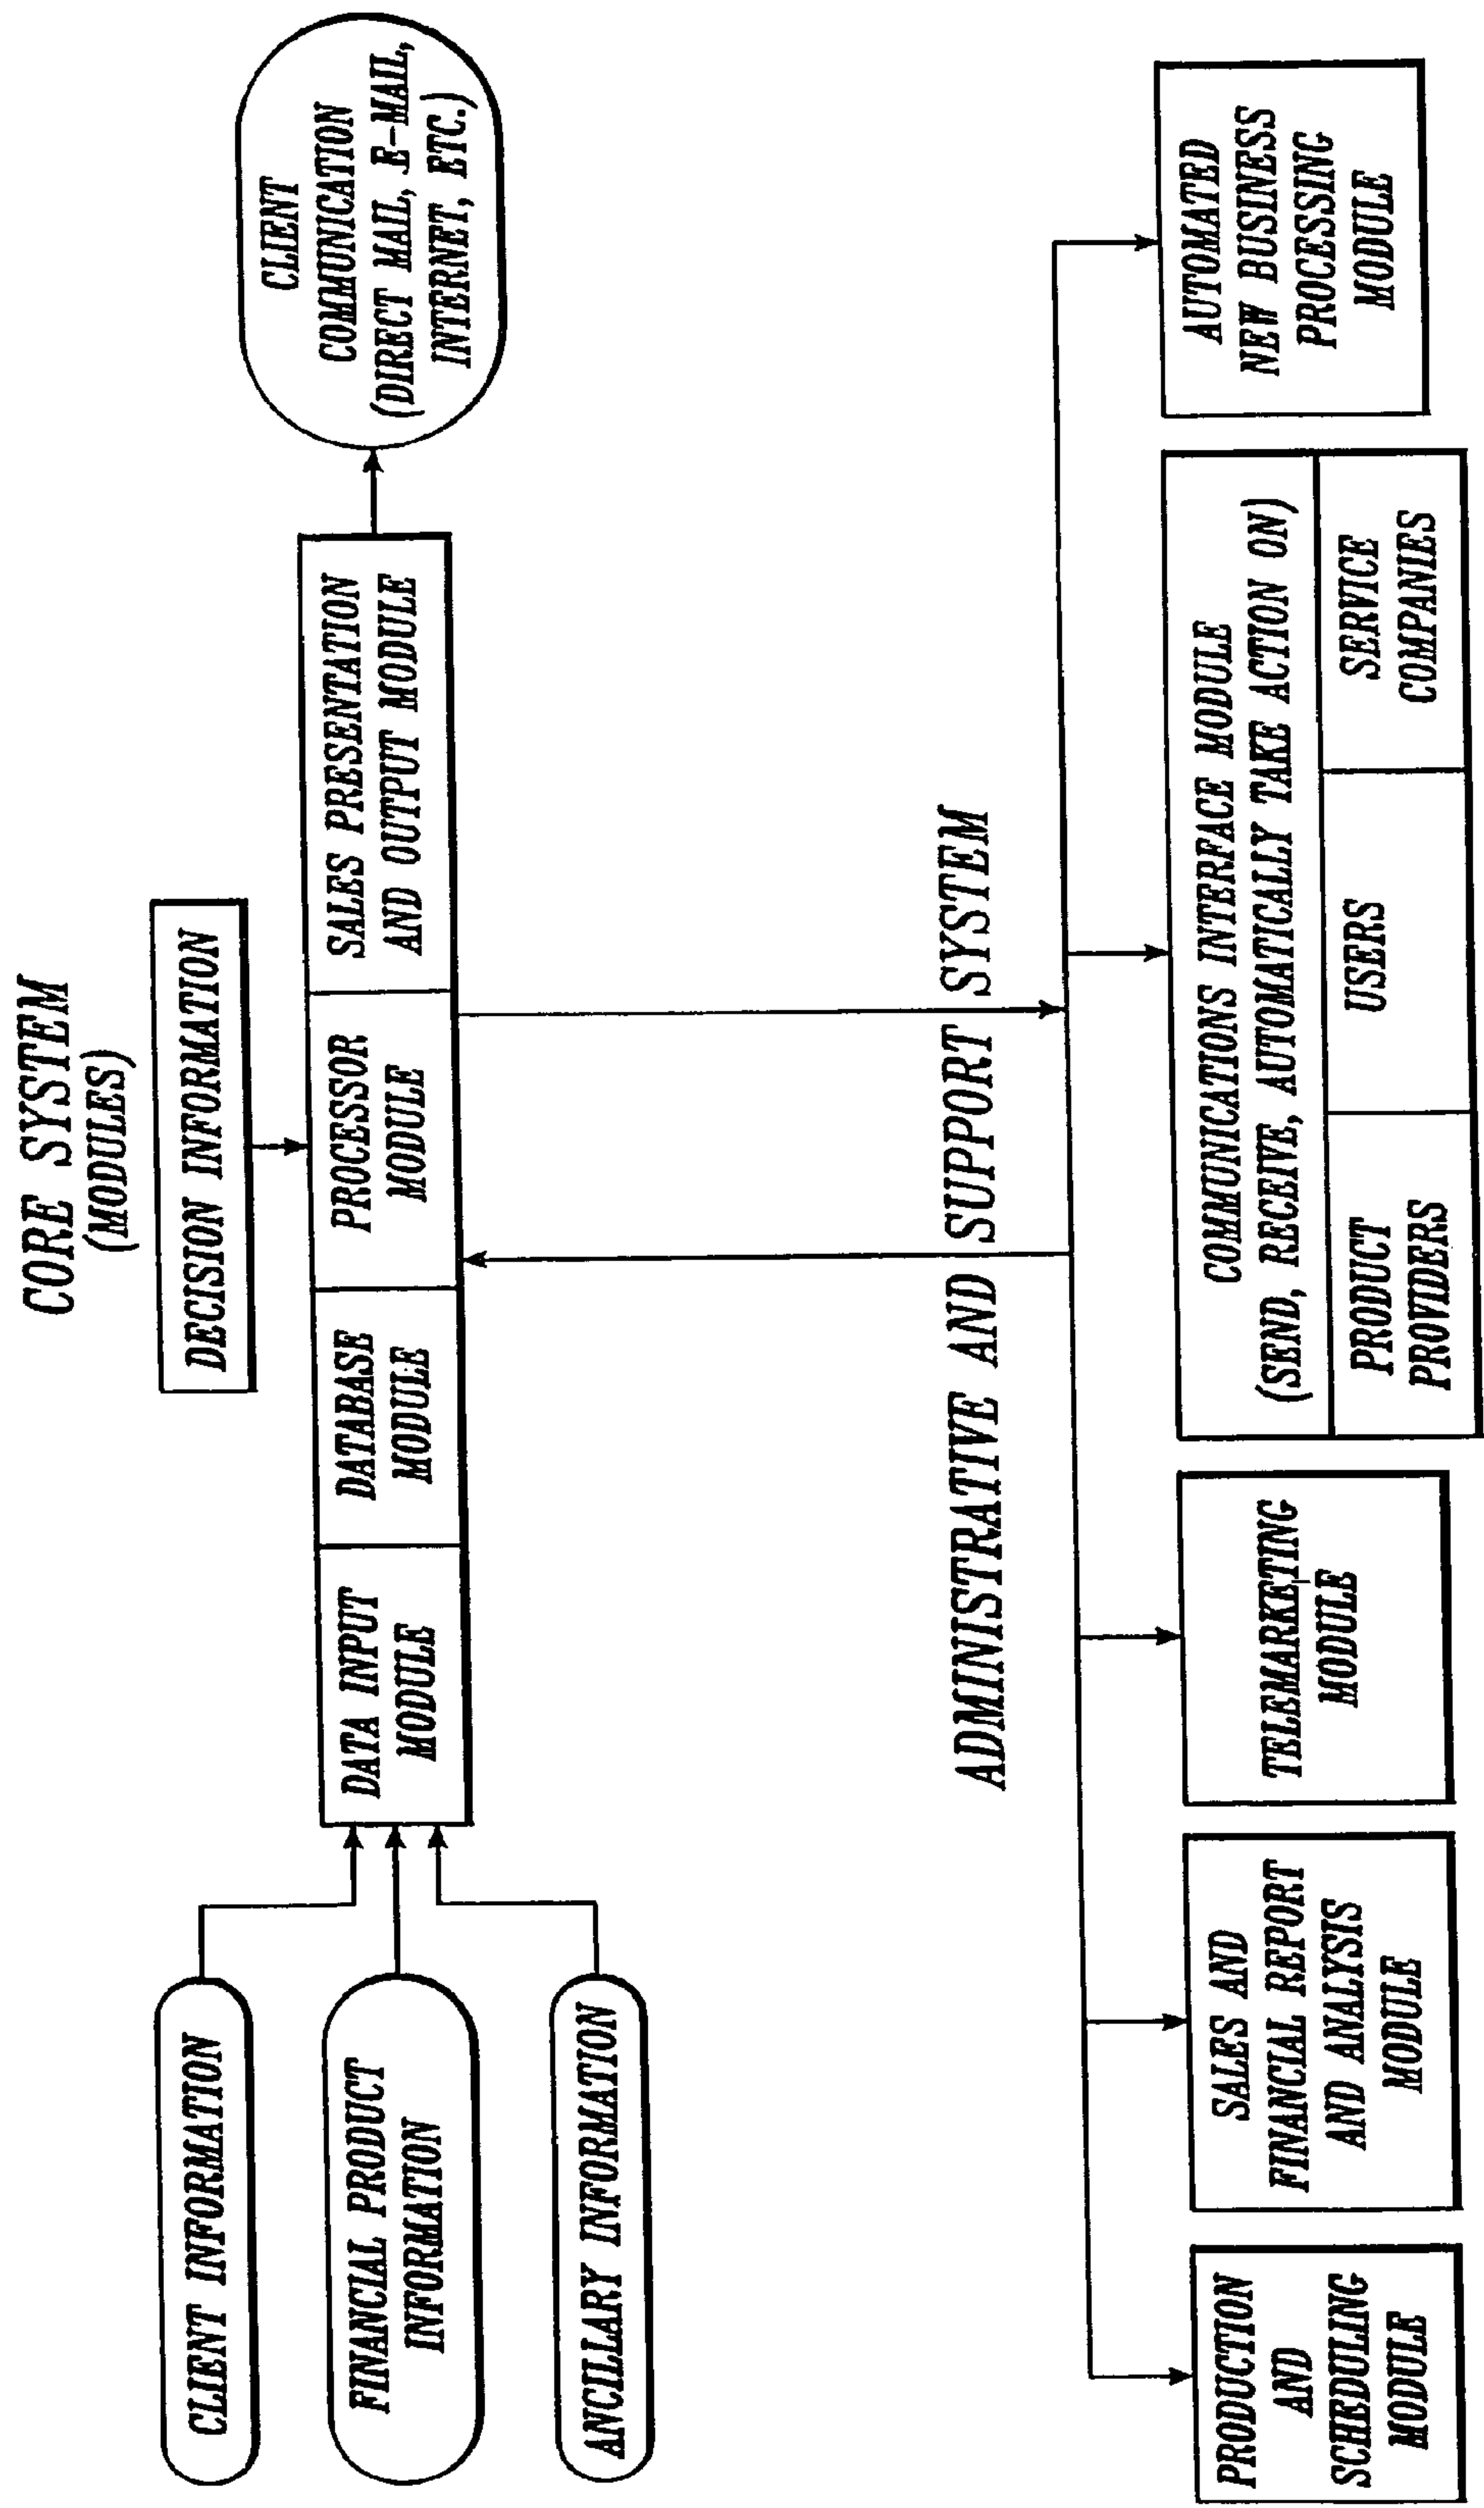 CORE SYSTEM
(MODULES)
DECISION INFORMATION
CLIENT INFORMATION
FINANCIAL PRODUCT
INFORMATION
ANCILLARY INFORMATION
DATA INPUT
MODULE
DATABASE
MODULE
PROCESSOR
MODULE
SALES PRESENTATION
AND OUTPUT MODULE
CLIENT
COMMUNICATION
(DIRECT MAIL, E-MAIL,
INTERNET, ETC.)
ADMINISTRATIVE AND SUPPORT SYSTEM
PRODUCTION
AND
SCHEDULING
MODULE
SALES AND
FINANCIAL REPORT
AND ANALYSIS
MODULE
TELEMARKETING
MODULE
COMMUNICATIONS INTERFACE MODULE
(SEND, RECEIVE, AUTOMATICALLY TAKE ACTION ON)
PRODUCT
PROVIDERS
USERS
SERVICE
COMPANIES
AUTOMATED
NEW BUSINESS
PROCESSING
MODULE